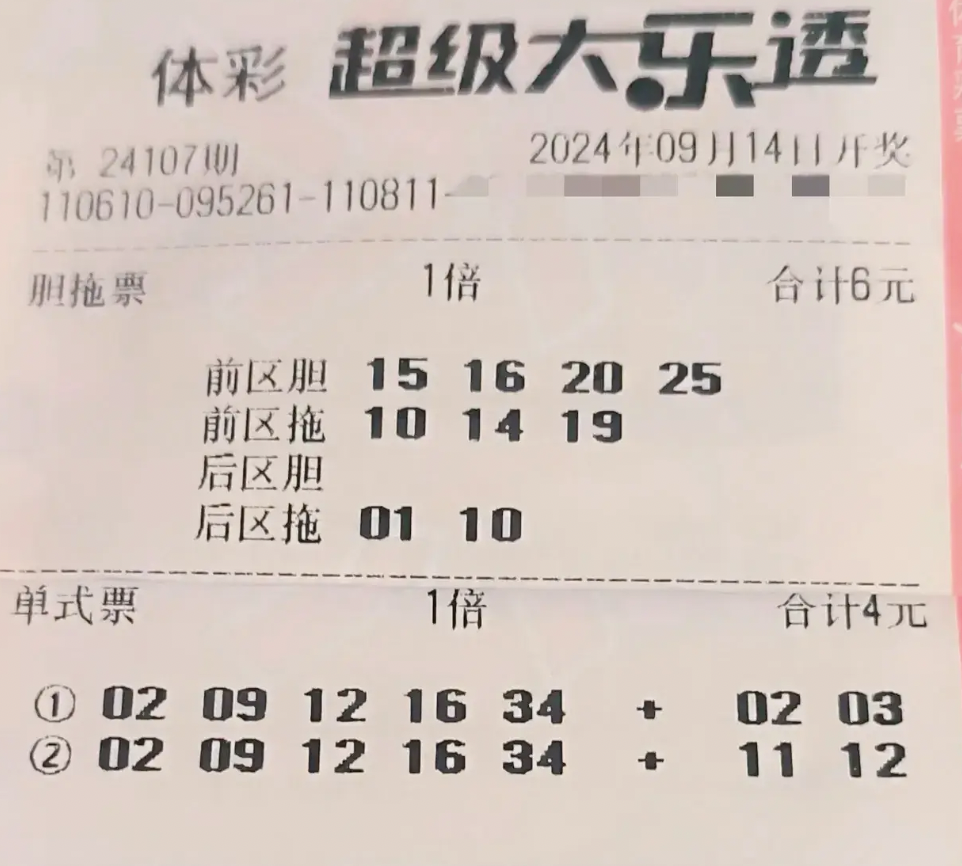 体彩 超级大乐透
第 24107期 2024年09月14日开奖
110610-095261-110811-
胆拖票 1倍 合计6元
前区胆 15 16 20 25
前区拖 10 14 19
后区胆
后区拖 01 10
单式票 1倍 合计4元
① 02 09 12 16 34 + 02 03
② 02 09 12 16 34 + 11 12